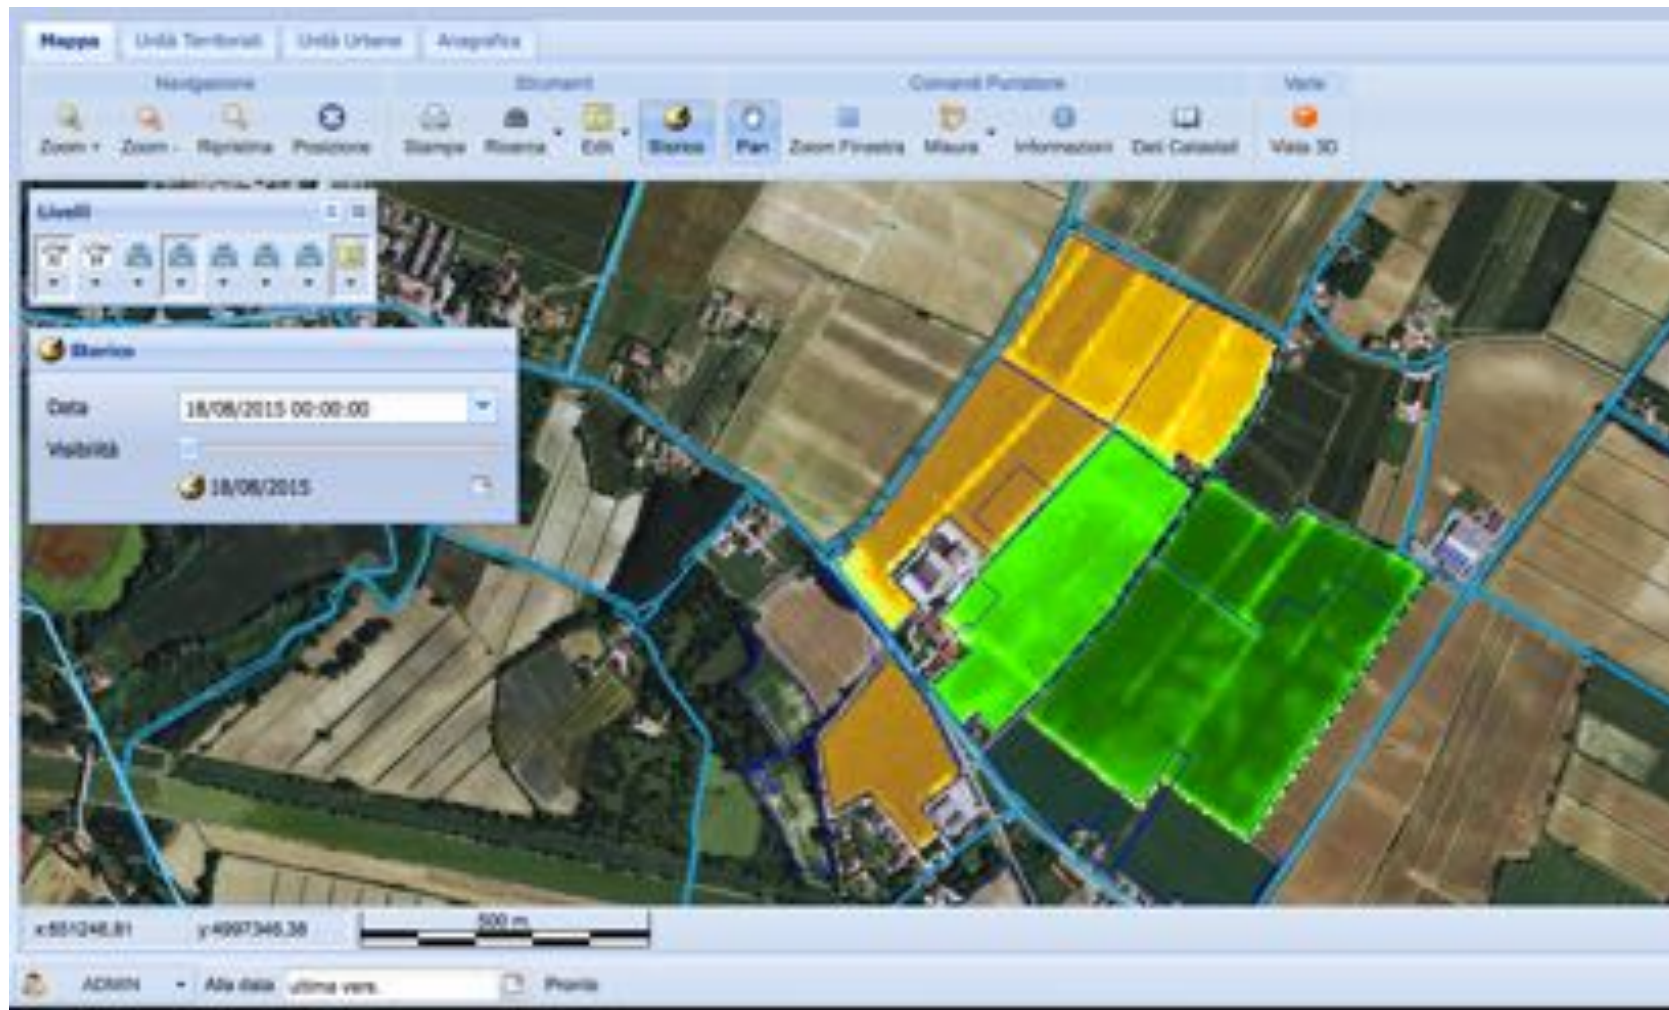 Mappa Unità Territoriali Unità Urbane Anagrafica
Navigazione Strumenti Comandi Puntatore Varie
Zoom + Zoom - Ripristina Posizione Stampa Ricerca Edit Storico Pan Zoom Finestra Misura Informazioni Dati Catastali Vista 3D
Livelli
Storico
Data 18/08/2015 00:00:00
Visibilità
18/08/2015
x:651246,81 y:4997346,38 500 m
ADMIN Alla data ultima vers. Pronto